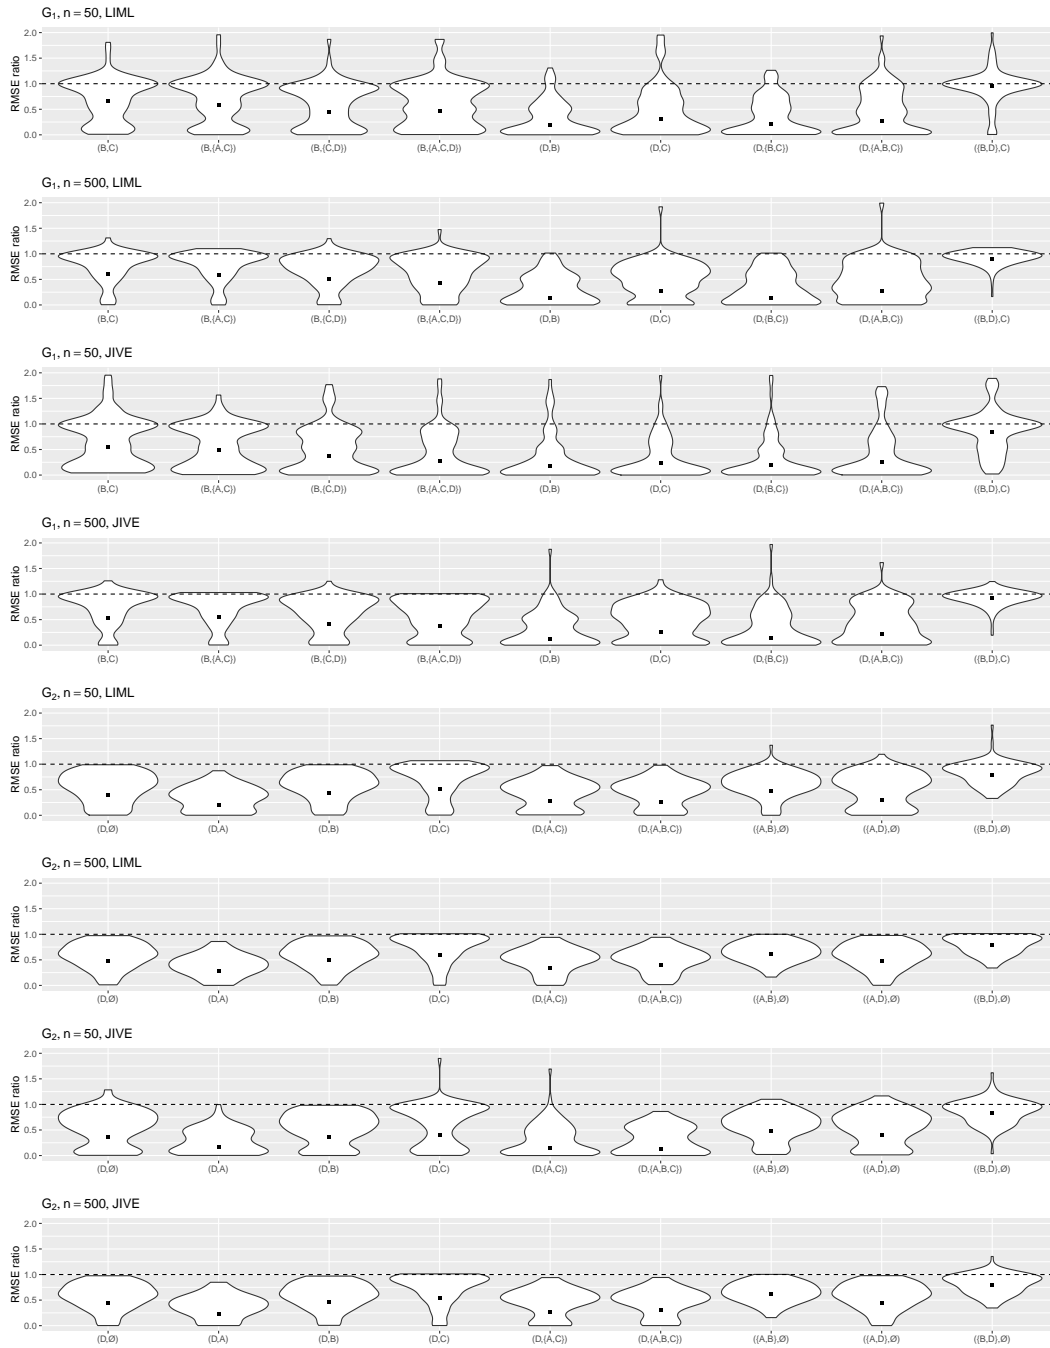 G₁, n = 50, LIML
RMSE ratio
2.0
1.5
1.0
0.5
0.0
(B,C) (B,{A,C}) (B,{C,D}) (B,{A,C,D}) (D,B) (D,C) (D,{B,C}) (D,{A,B,C}) ({B,D},C)
G₁, n = 500, LIML
RMSE ratio
2.0
1.5
1.0
0.5
0.0
(B,C) (B,{A,C}) (B,{C,D}) (B,{A,C,D}) (D,B) (D,C) (D,{B,C}) (D,{A,B,C}) ({B,D},C)
G₁, n = 50, JIVE
RMSE ratio
2.0
1.5
1.0
0.5
0.0
(B,C) (B,{A,C}) (B,{C,D}) (B,{A,C,D}) (D,B) (D,C) (D,{B,C}) (D,{A,B,C}) ({B,D},C)
G₁, n = 500, JIVE
RMSE ratio
2.0
1.5
1.0
0.5
0.0
(B,C) (B,{A,C}) (B,{C,D}) (B,{A,C,D}) (D,B) (D,C) (D,{B,C}) (D,{A,B,C}) ({B,D},C)
G₂, n = 50, LIML
RMSE ratio
2.0
1.5
1.0
0.5
0.0
(D,Ø) (D,A) (D,B) (D,C) (D,{A,C}) (D,{A,B,C}) ({A,B},Ø) ({A,D},Ø) ({B,D},Ø)
G₂, n = 500, LIML
RMSE ratio
2.0
1.5
1.0
0.5
0.0
(D,Ø) (D,A) (D,B) (D,C) (D,{A,C}) (D,{A,B,C}) ({A,B},Ø) ({A,D},Ø) ({B,D},Ø)
G₂, n = 50, JIVE
RMSE ratio
2.0
1.5
1.0
0.5
0.0
(D,Ø) (D,A) (D,B) (D,C) (D,{A,C}) (D,{A,B,C}) ({A,B},Ø) ({A,D},Ø) ({B,D},Ø)
G₂, n = 500, JIVE
RMSE ratio
2.0
1.5
1.0
0.5
0.0
(D,Ø) (D,A) (D,B) (D,C) (D,{A,C}) (D,{A,B,C}) ({A,B},Ø) ({A,D},Ø) ({B,D},Ø)